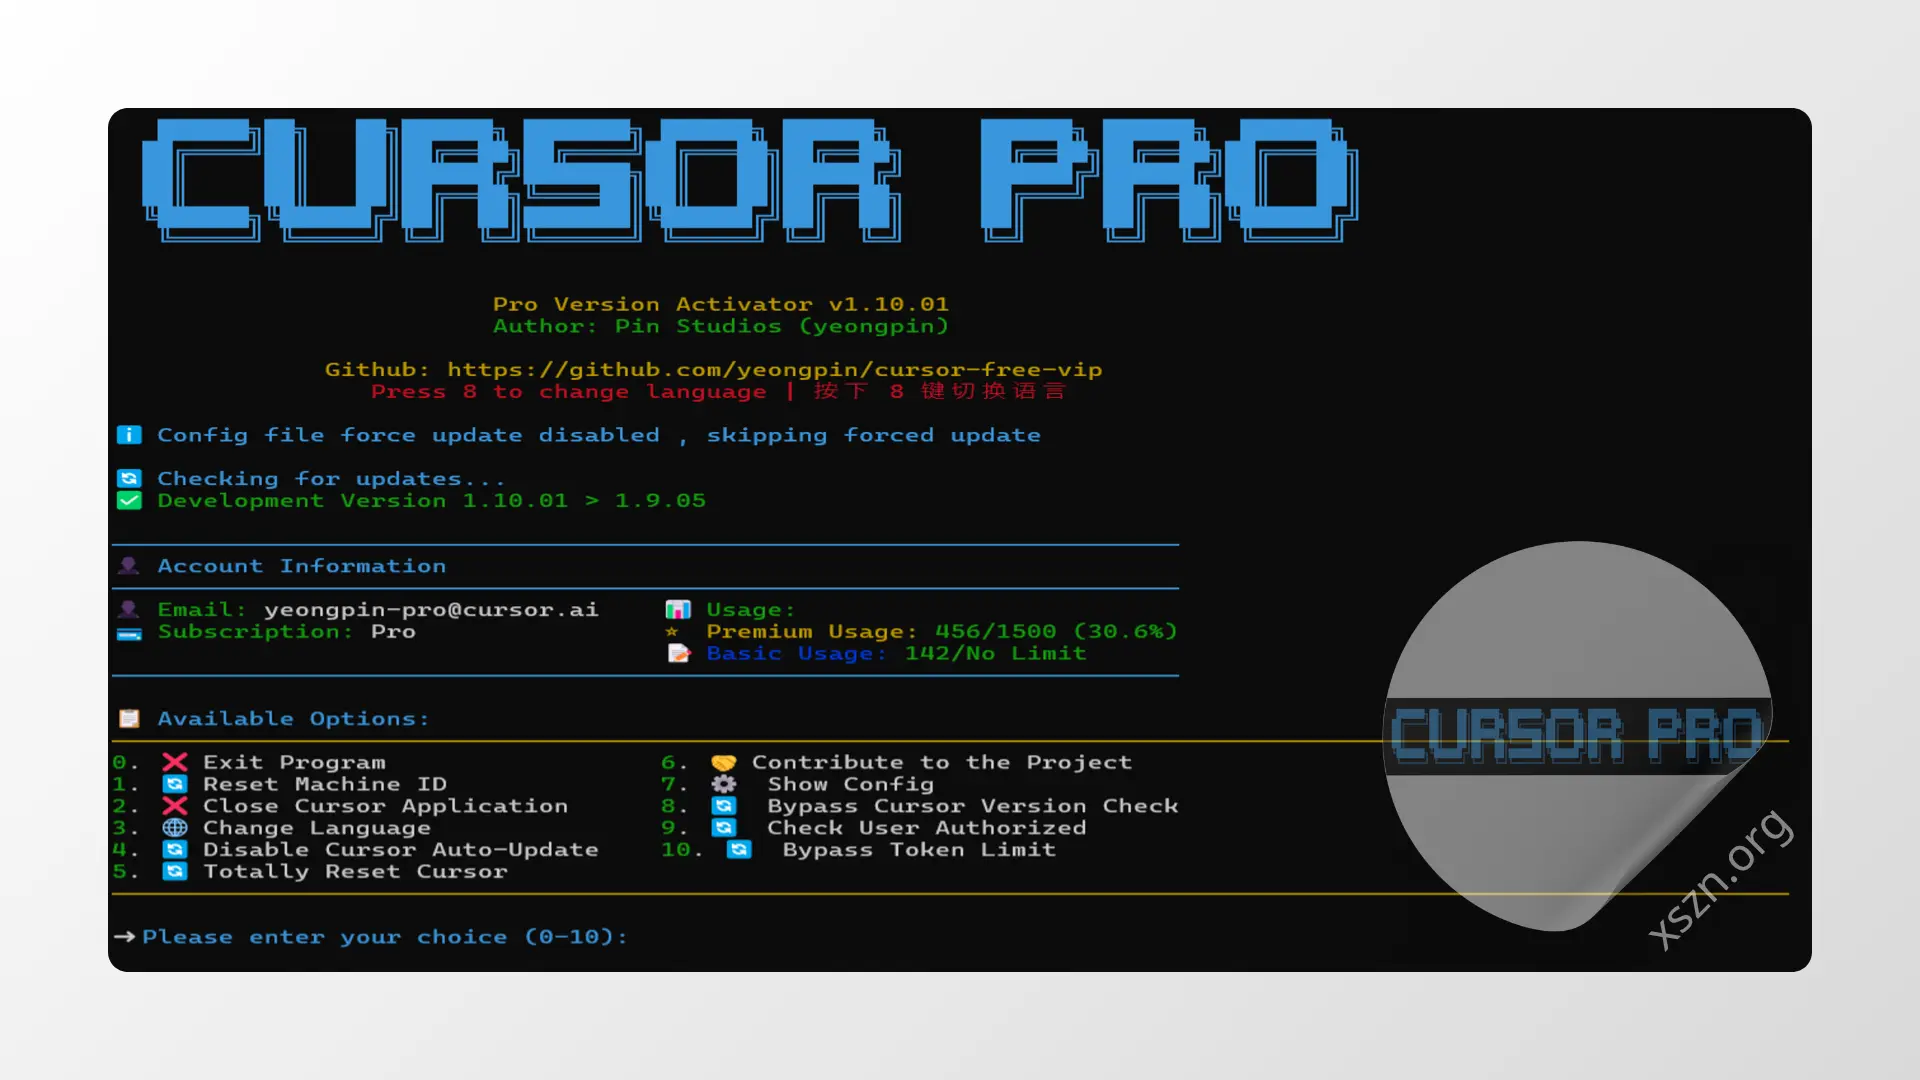 CURSOR PRO
Pro Version Activator v1.10.01
Author: Pin Studios (yeongpin)
Github: https://github.com/yeongpin/cursor-free-vip
Press 8 to change language | 按下 8 键切换语言
Config file force update disabled , skipping forced update
Checking for updates...
Development Version 1.10.01 > 1.9.05
Account Information
Email: yeongpin-pro@cursor.ai
Subscription: Pro
Usage:
Premium Usage: 456/1500 (30.6%)
Basic Usage: 142/No Limit
Available Options:
0. Exit Program
1. Reset Machine ID
2. Close Cursor Application
3. Change Language
4. Disable Cursor Auto-Update
5. Totally Reset Cursor
6. Contribute to the Project
7. Show Config
8. Bypass Cursor Version Check
9. Check User Authorized
10. Bypass Token Limit
→Please enter your choice (0-10):
CURSOR PRO
xszn.org